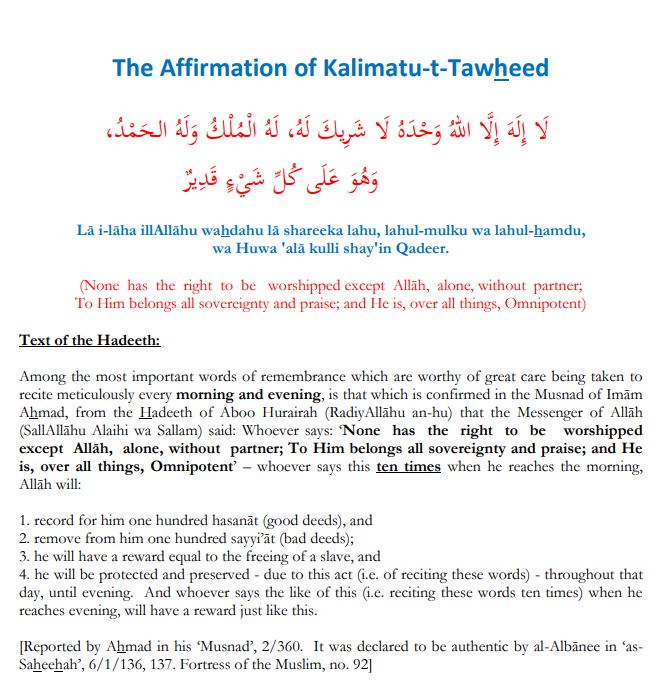 The Affirmation of Kalimatu-t-Tawheed
لَا إِلَهَ إِلَّا اللهُ وَحْدَهُ لَا شَرِيكَ لَهُ، لَهُ الْمُلْكُ وَلَهُ الحَمْدُ،
وَهُوَ عَلَى كُلِّ شَيْءٍ قَدِيرٌ
Lā i-lāha illAllāhu wahdahu lā shareeka lahu, lahul-mulku wa lahul-hamdu,
wa Huwa 'alā kulli shay'in Qadeer.
(None has the right to be worshipped except Allāh, alone, without partner;
To Him belongs all sovereignty and praise; and He is, over all things, Omnipotent)
Text of the Hadeeth:
Among the most important words of remembrance which are worthy of great care being taken to
recite meticulously every morning and evening, is that which is confirmed in the Musnad of Imām
Ahmad, from the Hadeeth of Aboo Hurairah (RadiyAllāhu an-hu) that the Messenger of Allāh
(SallAllāhu Alaihi wa Sallam) said: Whoever says: ‘None has the right to be worshipped
except Allāh, alone, without partner; To Him belongs all sovereignty and praise; and He
is, over all things, Omnipotent’ – whoever says this ten times when he reaches the morning,
Allāh will:
1. record for him one hundred hasanāt (good deeds), and
2. remove from him one hundred sayyi’āt (bad deeds);
3. he will have a reward equal to the freeing of a slave, and
4. he will be protected and preserved - due to this act (i.e. of reciting these words) - throughout that
day, until evening. And whoever says the like of this (i.e. reciting these words ten times) when he
reaches evening, will have a reward just like this.
[Reported by Ahmad in his ‘Musnad’, 2/360. It was declared to be authentic by al-Albānee in ‘as-
Saheehah’, 6/1/136, 137. Fortress of the Muslim, no. 92]